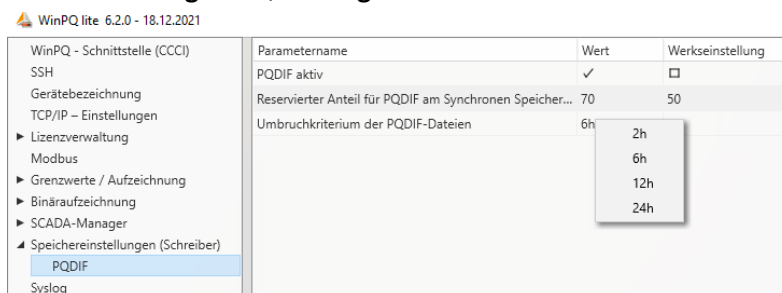 WinPQ lite 6.2.0 - 18.12.2021
WinPQ - Schnittstelle (CCCI)
SSH
Gerätebezeichnung
TCP/IP – Einstellungen
Lizenzverwaltung
Modbus
Grenzwerte / Aufzeichnung
Binäraufzeichnung
SCADA-Manager
Speichereinstellungen (Schreiber)
PQDIF
Syslog
Parametername Wert Werkseinstellung
PQDIF aktiv ✓
Reservierter Anteil für PQDIF am Synchronen Speicher... 70 50
Umbruchkriterium der PQDIF-Dateien 6h
2h
6h
12h
24h